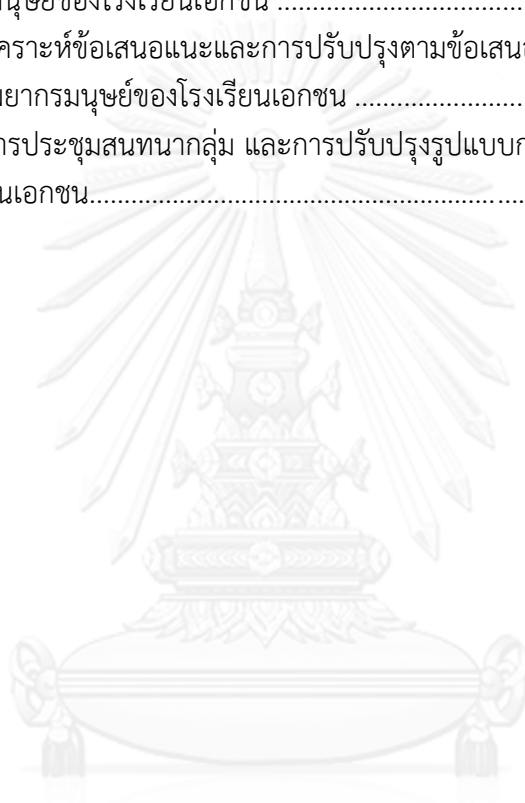 นุษย์ของโรงเรียนเอกชน ..........................................
คราะห์ข้อเสนอแนะและการปรับปรุงตามข้อเสนอ
ยากรมนุษย์ของโรงเรียนเอกชน ..............................
ารประชุมสนทนากลุ่ม และการปรับปรุงรูปแบบก
นเอกชน......................................................................